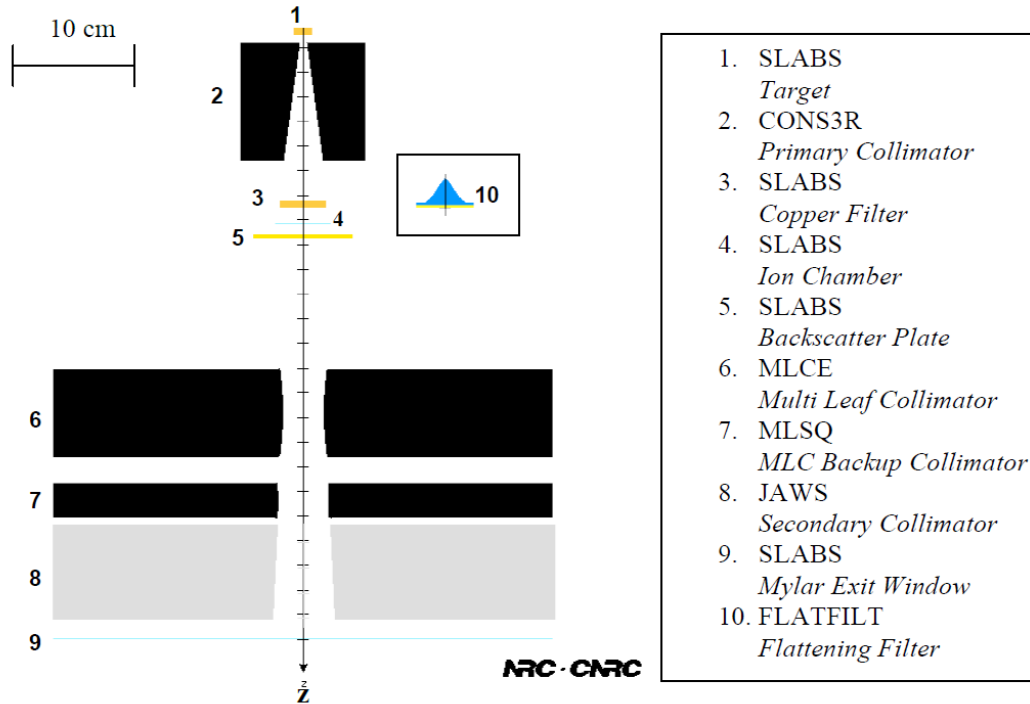 10 cm
1
2
3
4
5
10
6
7
8
9
z
z
NRC·CNRC
1. SLABS
Target
2. CONS3R
Primary Collimator
3. SLABS
Copper Filter
4. SLABS
Ion Chamber
5. SLABS
Backscatter Plate
6. MLCE
Multi Leaf Collimator
7. MLSQ
MLC Backup Collimator
8. JAWS
Secondary Collimator
9. SLABS
Mylar Exit Window
10. FLATFILT
Flattening Filter